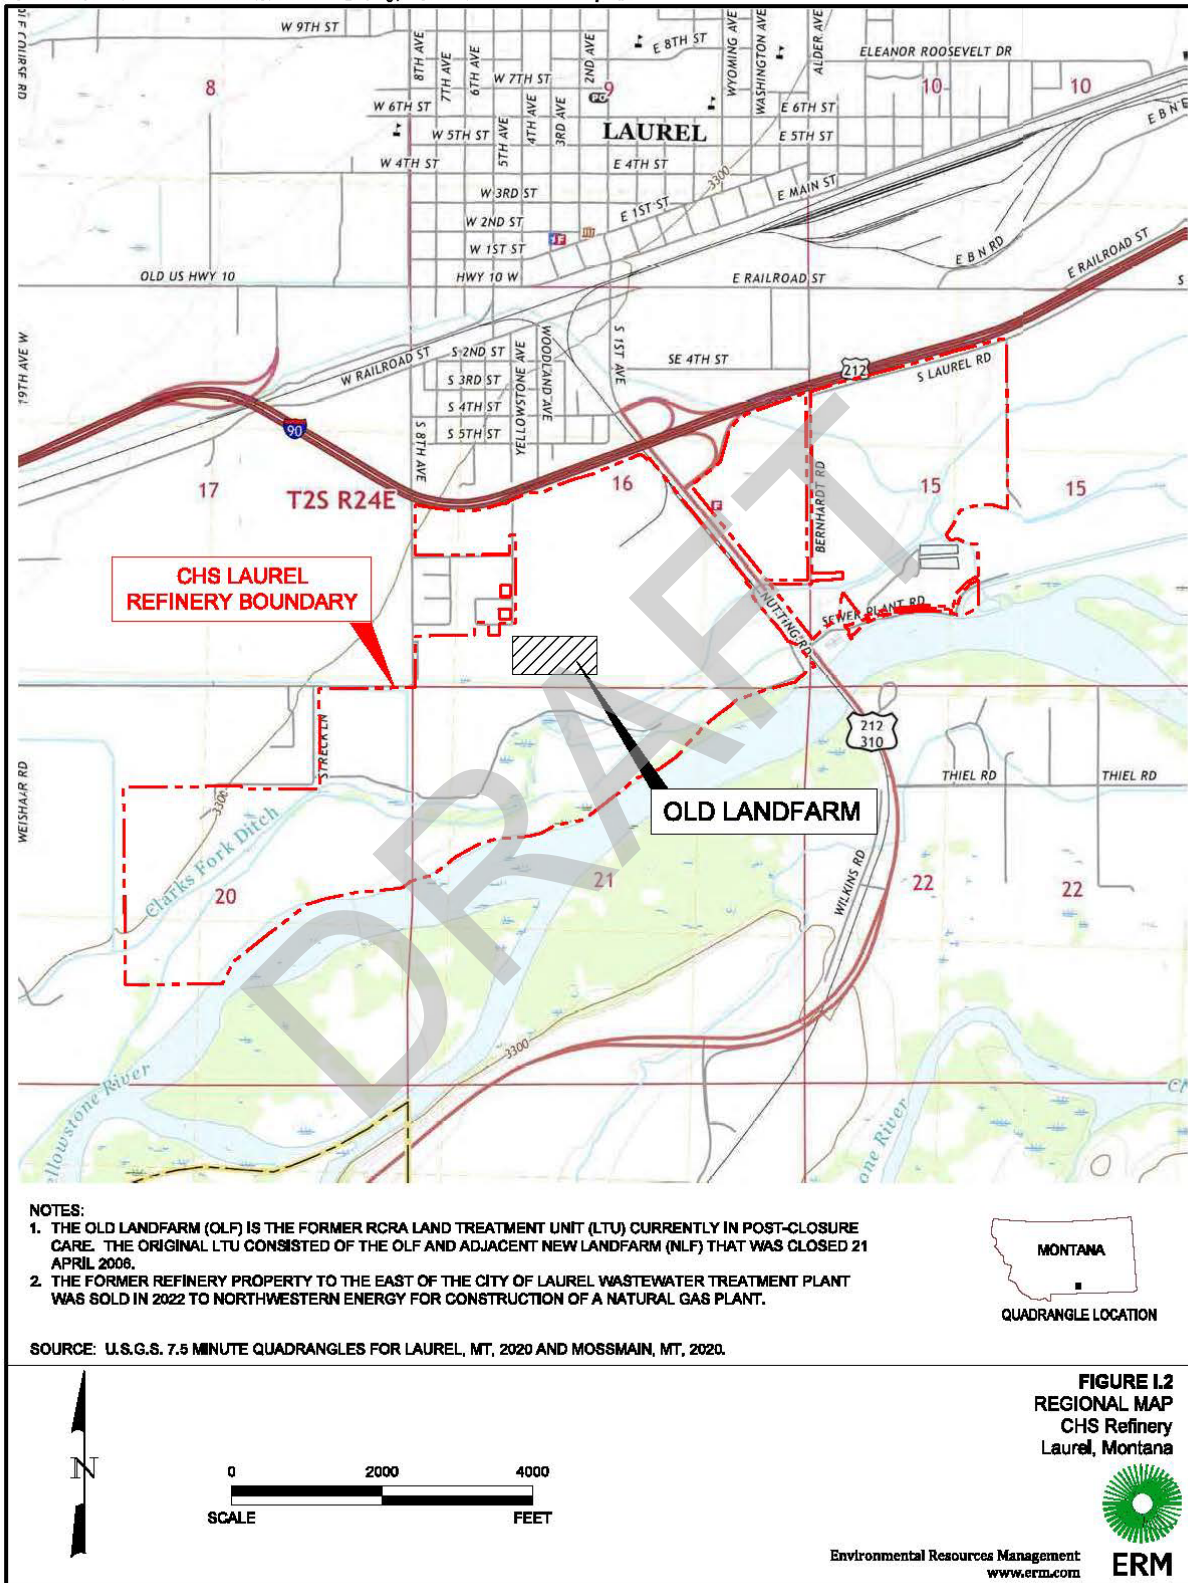 W 9TH ST
8TH AVE
7TH AVE
6TH AVE
2ND AVE
E 8TH ST
WYOMING AVE
WASHINGTON AVE
ALDER AVE
ELEANOR ROOSEVELT DR
8
W 7TH ST
9
10
10
W 6TH ST
5TH AVE
4TH AVE
3RD AVE
PO
E 6TH ST
W 5TH ST
LAUREL
E 5TH ST
W 4TH ST
E 4TH ST
3300
W 3RD ST
E MAIN ST
W 2ND ST
E 1ST ST
W 1ST ST
F
E B N RD
E RAILROAD ST
OLD US HWY 10
HWY 10 W
E RAILROAD ST
19TH AVE W
W RAILROAD ST
S 2ND ST
YELLOWSTONE AVE
WOODLAND AVE
S 1ST AVE
SE 4TH ST
212
S LAUREL RD
S 3RD ST
S 4TH ST
S 5TH ST
90
S 8TH AVE
17
T2S R24E
16
F
BERNHARDT RD
15
15
CHS LAUREL
REFINERY BOUNDARY
NUTTING RD
SEWER PLANT RD
STRECK LN
212
310
WEISHAAR RD
3300
THIEL RD
THIEL RD
OLD LANDFARM
Clarks Fork Ditch
20
21
WILKINS RD
22
22
DRAFT
3300
ellowstone River
one River
NOTES:
1. THE OLD LANDFARM (OLF) IS THE FORMER RCRA LAND TREATMENT UNIT (LTU) CURRENTLY IN POST-CLOSURE
CARE. THE ORIGINAL LTU CONSISTED OF THE OLF AND ADJACENT NEW LANDFARM (NLF) THAT WAS CLOSED 21
APRIL 2006.
2. THE FORMER REFINERY PROPERTY TO THE EAST OF THE CITY OF LAUREL WASTEWATER TREATMENT PLANT
WAS SOLD IN 2022 TO NORTHWESTERN ENERGY FOR CONSTRUCTION OF A NATURAL GAS PLANT.
MONTANA
QUADRANGLE LOCATION
SOURCE: U.S.G.S. 7.5 MINUTE QUADRANGLES FOR LAUREL, MT, 2020 AND MOSSMAIN, MT, 2020.
FIGURE I.2
REGIONAL MAP
CHS Refinery
Laurel, Montana
N
0 2000 4000
SCALE FEET
Environmental Resources Management
www.erm.com
ERM